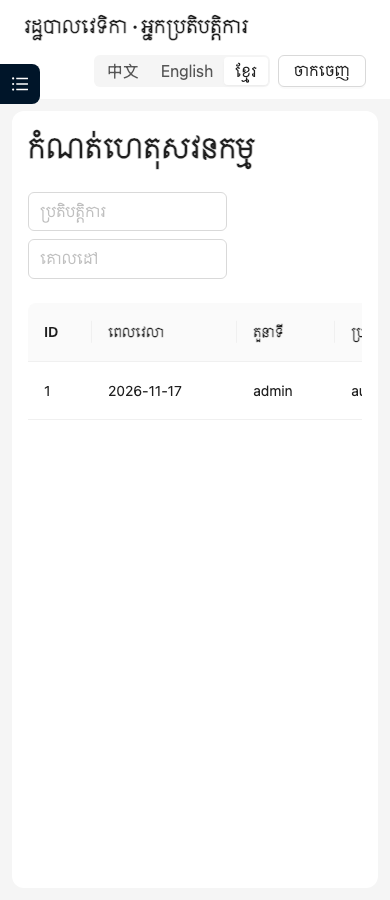 រដ្ឋបាលវេទិកា · អ្នកប្រតិបត្តិការ
中文 English ខ្មែរ ចាកចេញ
កំណត់ហេតុសវនកម្ម
ប្រតិបត្តិការ
គោលដៅ
ID ពេលវេលា តួនាទី
1 2026-11-17 admin